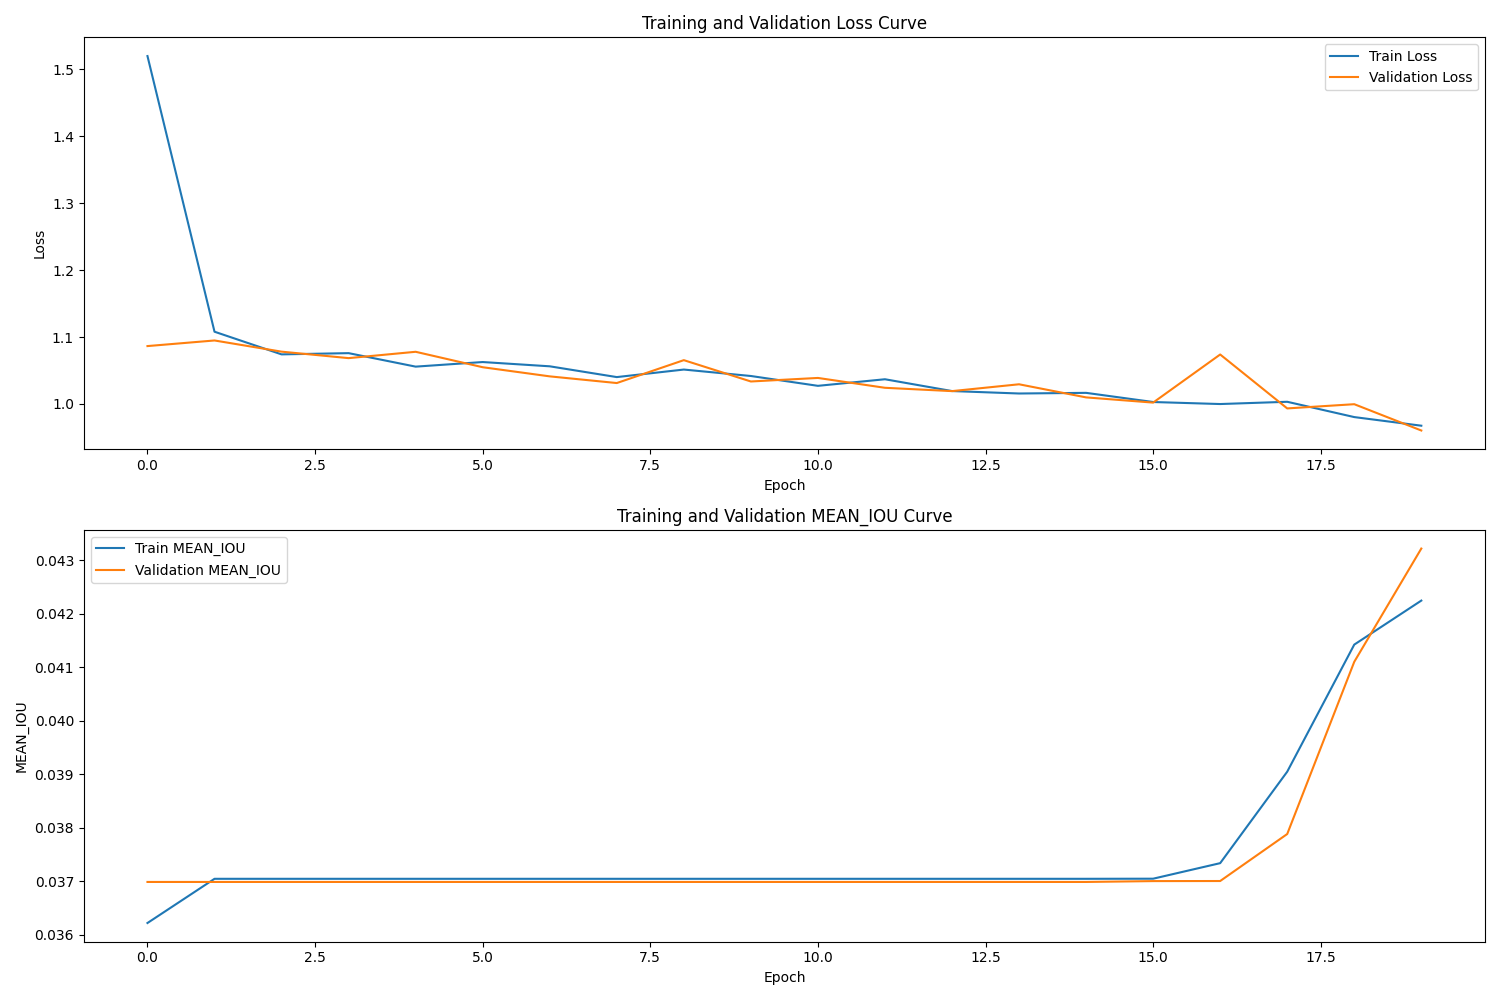 Training and Validation Loss Curve
Train Loss
Validation Loss
Loss
1.5
1.4
1.3
1.2
1.1
1.0
0.0 2.5 5.0 7.5 10.0 12.5 15.0 17.5
Epoch
Training and Validation MEAN_IOU Curve
Train MEAN_IOU
Validation MEAN_IOU
MEAN_IOU
0.043
0.042
0.041
0.040
0.039
0.038
0.037
0.036
0.0 2.5 5.0 7.5 10.0 12.5 15.0 17.5
Epoch